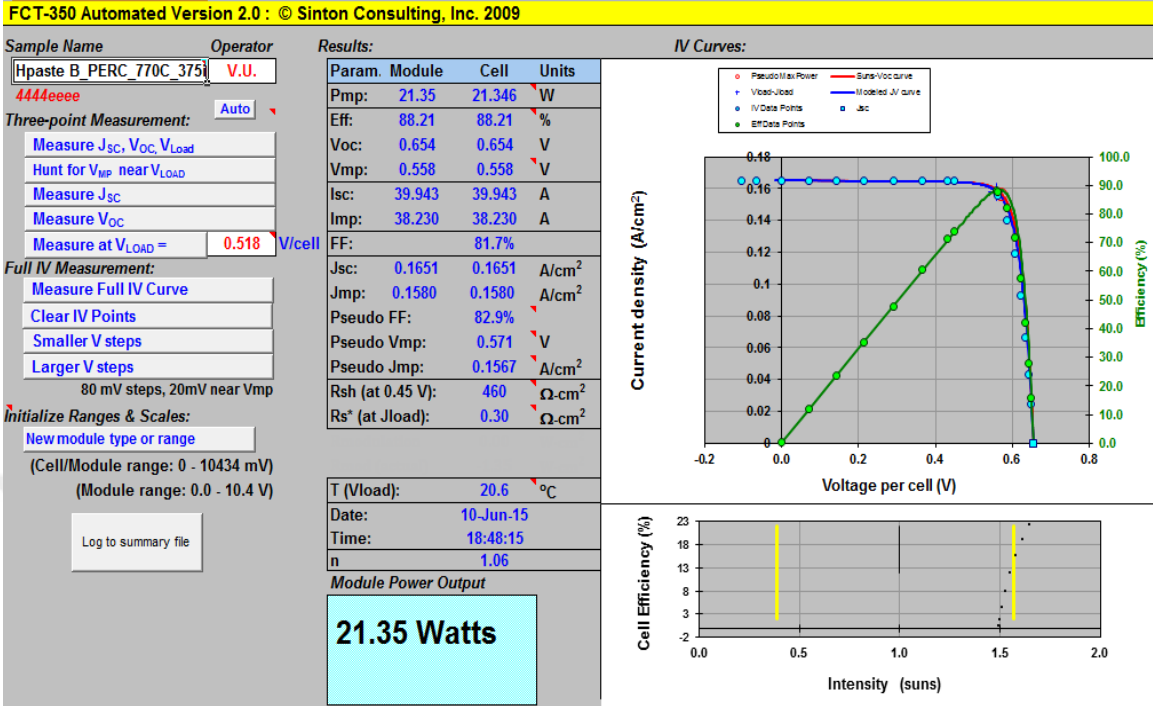 FCT-350 Automated Version 2.0 : © Sinton Consulting, Inc. 2009
Sample Name Operator
Hpaste B_PERC_770C_375i V.U.
4444eeee
Auto
Three-point Measurement:
Measure JSC, VOC, VLoad
Hunt for VMP near VLOAD
Measure JSC
Measure VOC
Measure at VLOAD = 0.518 V/cell
Full IV Measurement:
Measure Full IV Curve
Clear IV Points
Smaller V steps
Larger V steps
80 mV steps, 20mV near Vmp
Initialize Ranges & Scales:
New module type or range
(Cell/Module range: 0 - 10434 mV)
(Module range: 0.0 - 10.4 V)
Log to summary file
Results:
Param. Module Cell Units
Pmp: 21.35 21.346 W
Eff: 88.21 88.21 %
Voc: 0.654 0.654 V
Vmp: 0.558 0.558 V
Isc: 39.943 39.943 A
Imp: 38.230 38.230 A
FF: 81.7%
Jsc: 0.1651 0.1651 A/cm2
Jmp: 0.1580 0.1580 A/cm2
Pseudo FF: 82.9%
Pseudo Vmp: 0.571 V
Pseudo Jmp: 0.1567 A/cm2
Rsh (at 0.45 V): 460 Ω-cm2
Rs* (at Jload): 0.30 Ω-cm2
T (Vload): 20.6 oC
Date: 10-Jun-15
Time: 18:48:15
n 1.06
Module Power Output
21.35 Watts
IV Curves:
Pseudo Max Power Suns-Voc curve
Vload-Jload Modeled JV curve
IV Data Points Jsc
Eff Data Points
Current density (A/cm2)
0.18
0.16
0.14
0.12
0.1
0.08
0.06
0.04
0.02
0
100.0
90.0
80.0
70.0
60.0
50.0
40.0
30.0
20.0
10.0
0.0
Efficiency (%)
-0.2 0.0 0.2 0.4 0.6 0.8
Voltage per cell (V)
Cell Efficiency (%)
23
18
13
8
3
-2
0.0 0.5 1.0 1.5 2.0
Intensity (suns)